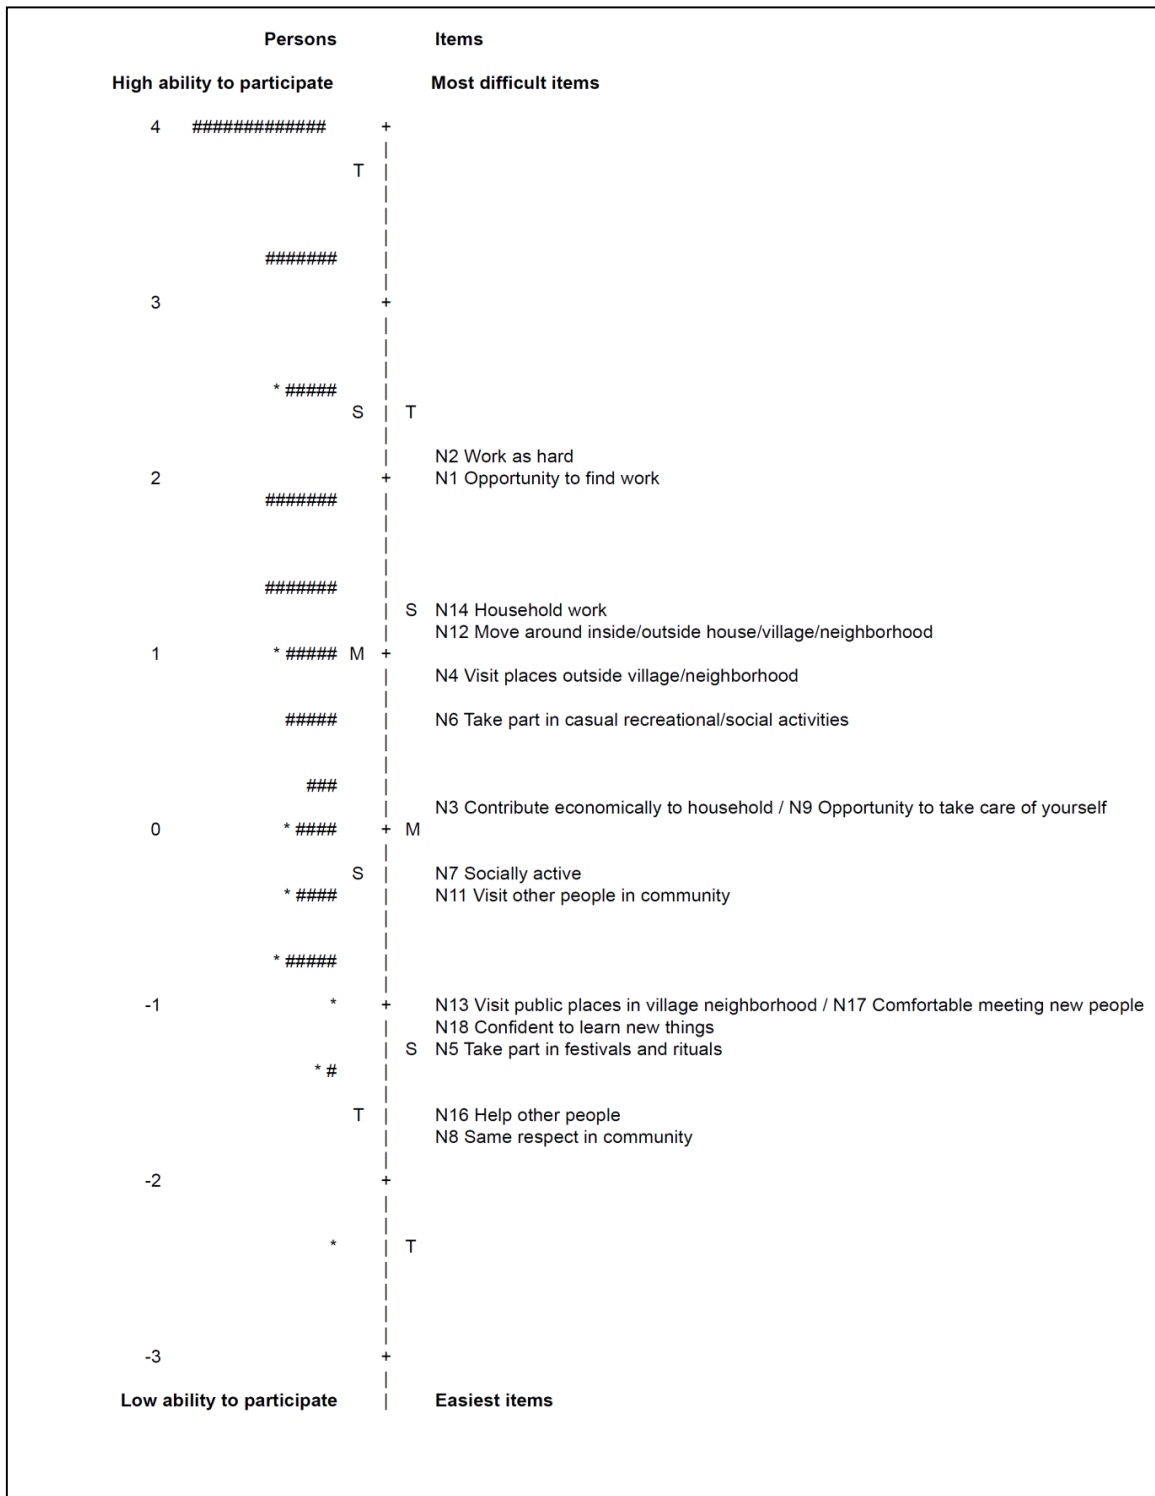 Persons Items
High ability to participate Most difficult items
4 ############# +
T
#######
3 +
* #####
S T
N2 Work as hard
2 + N1 Opportunity to find work
#######
#######
S N14 Household work
N12 Move around inside/outside house/village/neighborhood
1 * ##### M +
N4 Visit places outside village/neighborhood
##### N6 Take part in casual recreational/social activities
###
N3 Contribute economically to household / N9 Opportunity to take care of yourself
0 * #### + M
S N7 Socially active
* #### N11 Visit other people in community
* #####
-1 * + N13 Visit public places in village neighborhood / N17 Comfortable meeting new people
N18 Confident to learn new things
S N5 Take part in festivals and rituals
* #
T N16 Help other people
N8 Same respect in community
-2 +
* T
-3 +
Low ability to participate Easiest items